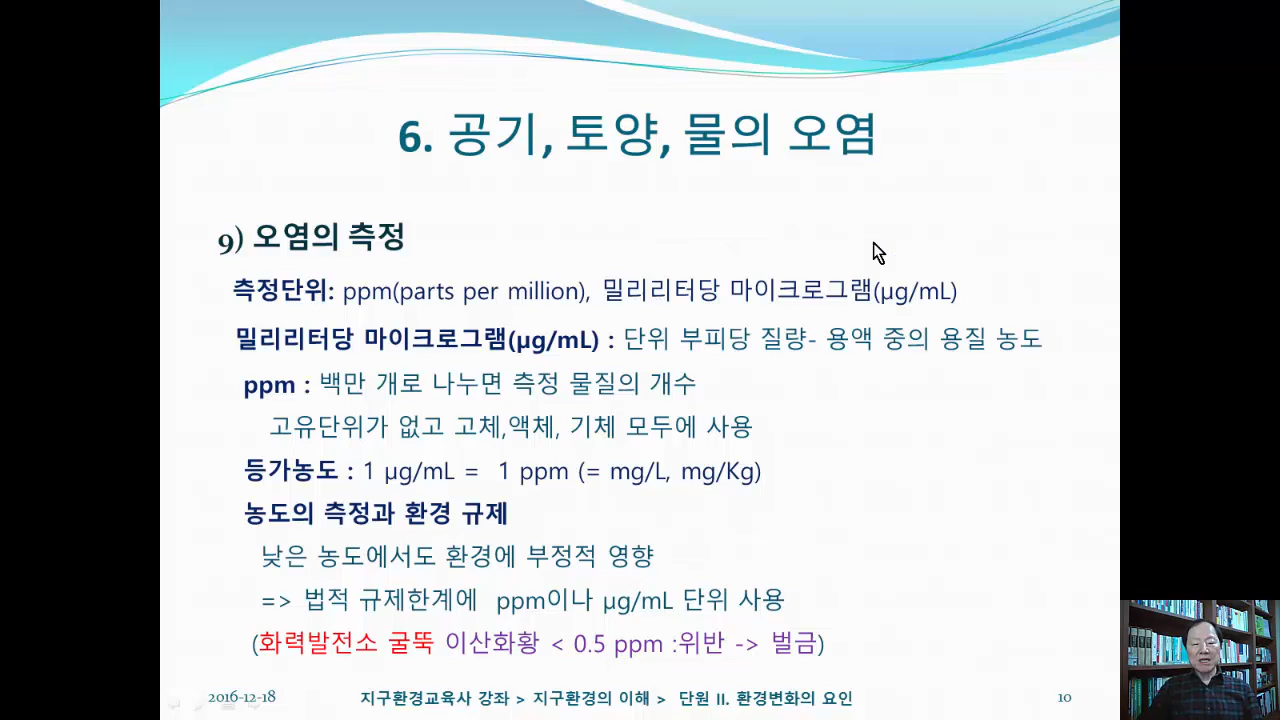 6. 공기, 토양, 물의 오염
9) 오염의 측정
측정단위: ppm(parts per million), 밀리리터당 마이크로그램(μg/mL)
밀리리터당 마이크로그램(μg/mL) : 단위 부피당 질량- 용액 중의 용질 농도
ppm : 백만 개로 나누면 측정 물질의 개수
고유단위가 없고 고체,액체, 기체 모두에 사용
등가농도 : 1 μg/mL = 1 ppm (= mg/L, mg/Kg)
농도의 측정과 환경 규제
낮은 농도에서도 환경에 부정적 영향
=> 법적 규제한계에 ppm이나 μg/mL 단위 사용
(화력발전소 굴뚝 이산화황 < 0.5 ppm :위반 -> 벌금)
2016-12-18 지구환경교육사 강좌 > 지구환경의 이해 > 단원 II. 환경변화의 요인 10